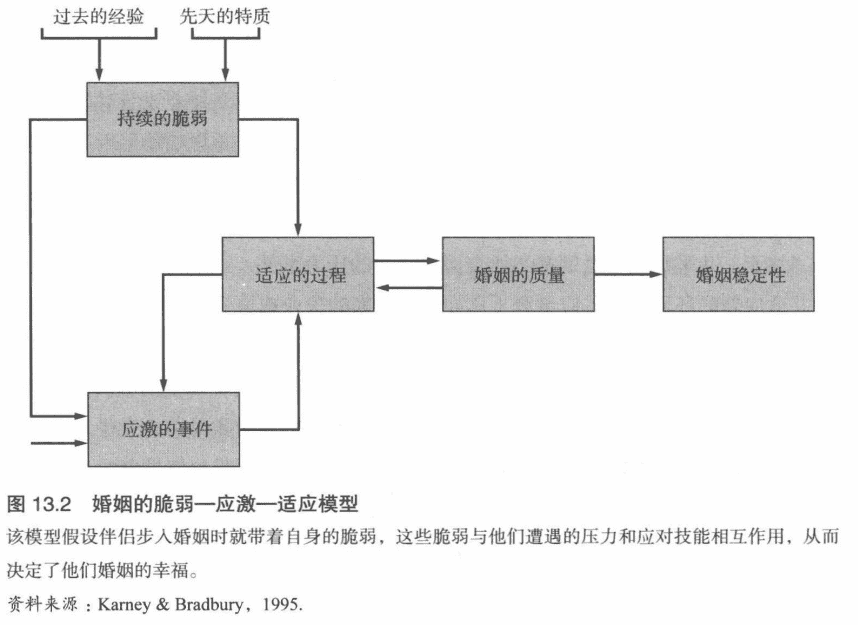 过去的经验 先天的特质
持续的脆弱
适应的过程 婚姻的质量 婚姻稳定性
应激的事件
图 13.2 婚姻的脆弱—应激—适应模型
该模型假设伴侣步入婚姻时就带着自身的脆弱，这些脆弱与他们遭遇的压力和应对技能相互作用，从而
决定了他们婚姻的幸福。
资料来源：Karney & Bradbury，1995.